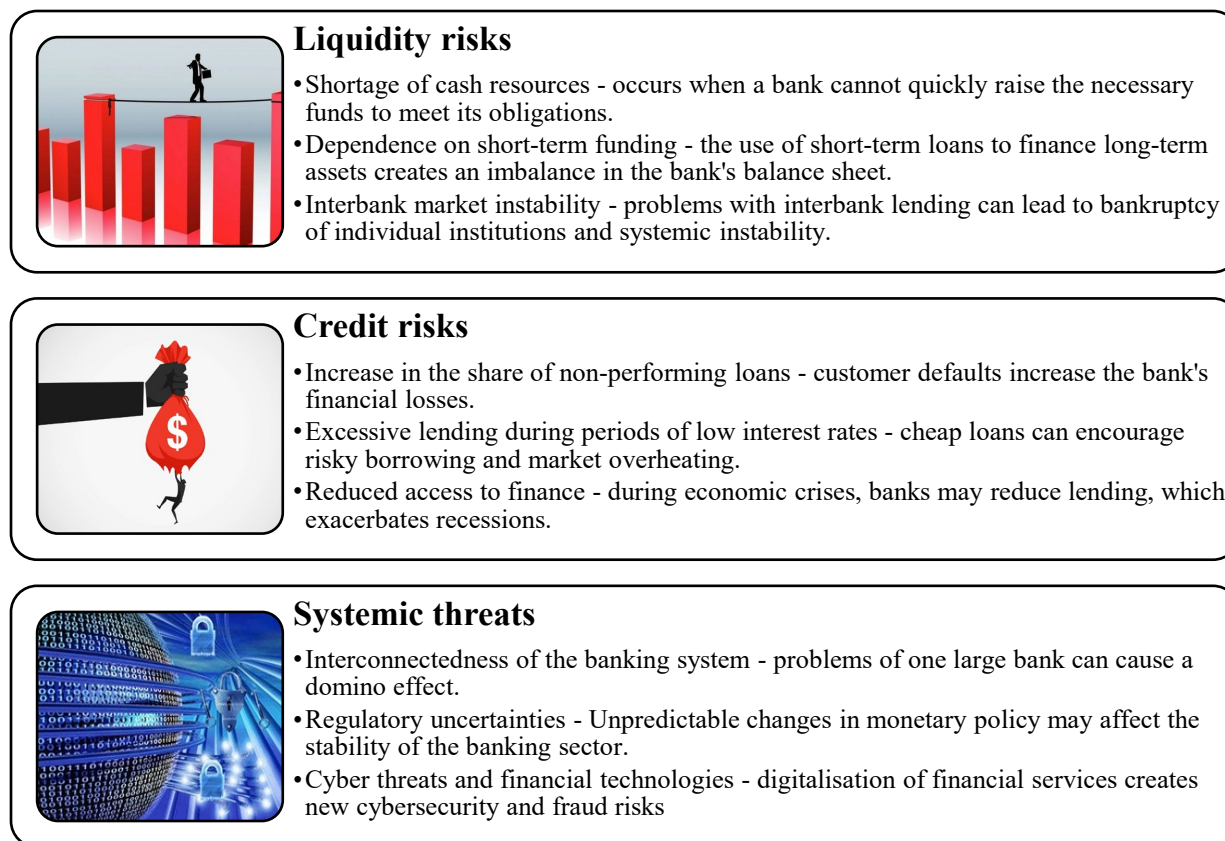 Liquidity risks
•Shortage of cash resources - occurs when a bank cannot quickly raise the necessary
funds to meet its obligations.
•Dependence on short-term funding - the use of short-term loans to finance long-term
assets creates an imbalance in the bank's balance sheet.
•Interbank market instability - problems with interbank lending can lead to bankruptcy
of individual institutions and systemic instability.
Credit risks
•Increase in the share of non-performing loans - customer defaults increase the bank's
financial losses.
•Excessive lending during periods of low interest rates - cheap loans can encourage
risky borrowing and market overheating.
•Reduced access to finance - during economic crises, banks may reduce lending, which
exacerbates recessions.
$
Systemic threats
•Interconnectedness of the banking system - problems of one large bank can cause a
domino effect.
•Regulatory uncertainties - Unpredictable changes in monetary policy may affect the
stability of the banking sector.
•Cyber threats and financial technologies - digitalisation of financial services creates
new cybersecurity and fraud risks